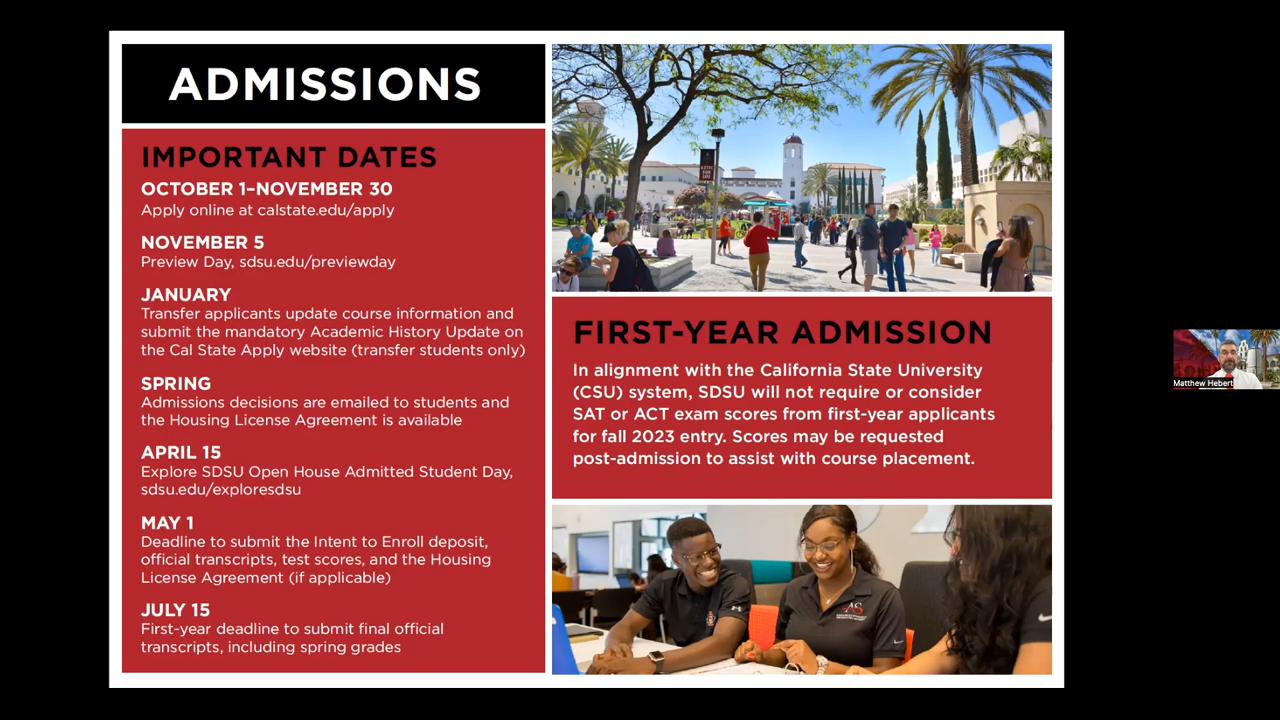 ADMISSIONS
IMPORTANT DATES
OCTOBER 1–NOVEMBER 30
Apply online at calstate.edu/apply
NOVEMBER 5
Preview Day, sdsu.edu/previewday
JANUARY
Transfer applicants update course information and
submit the mandatory Academic History Update on
the Cal State Apply website (transfer students only)
SPRING
Admissions decisions are emailed to students and
the Housing License Agreement is available
APRIL 15
Explore SDSU Open House Admitted Student Day,
sdsu.edu/exploresdsu
MAY 1
Deadline to submit the Intent to Enroll deposit,
official transcripts, test scores, and the Housing
License Agreement (if applicable)
JULY 15
First-year deadline to submit final official
transcripts, including spring grades
FIRST-YEAR ADMISSION
In alignment with the California State University
(CSU) system, SDSU will not require or consider
SAT or ACT exam scores from first-year applicants
for fall 2023 entry. Scores may be requested
post-admission to assist with course placement.
AS
Matthew Hebert